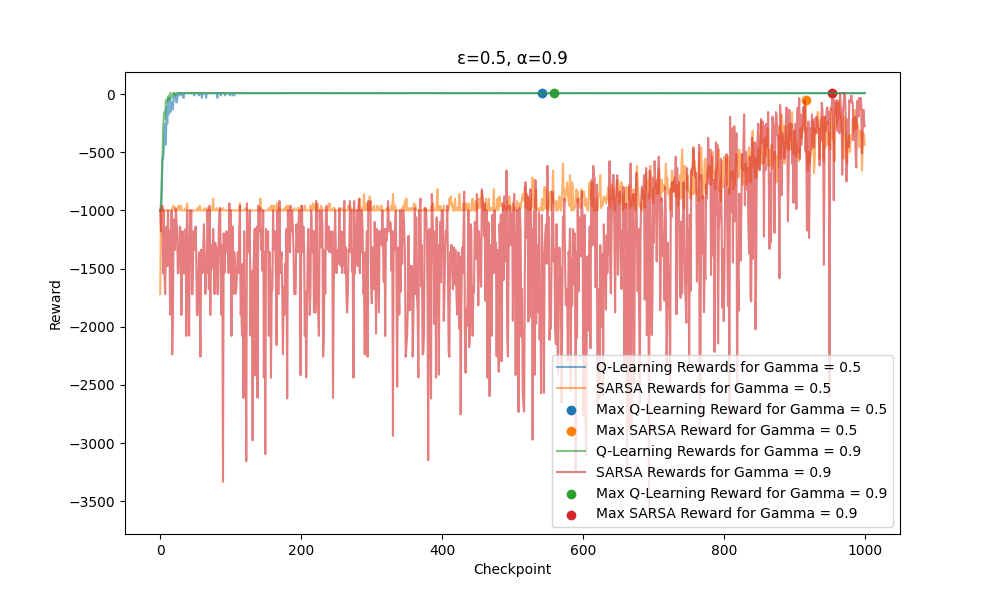 ε=0.5, α=0.9
Reward
0
−500
−1000
−1500
−2000
−2500
−3000
−3500
Q-Learning Rewards for Gamma = 0.5
SARSA Rewards for Gamma = 0.5
Max Q-Learning Reward for Gamma = 0.5
Max SARSA Reward for Gamma = 0.5
Q-Learning Rewards for Gamma = 0.9
SARSA Rewards for Gamma = 0.9
Max Q-Learning Reward for Gamma = 0.9
Max SARSA Reward for Gamma = 0.9
0 200 400 600 800 1000
Checkpoint